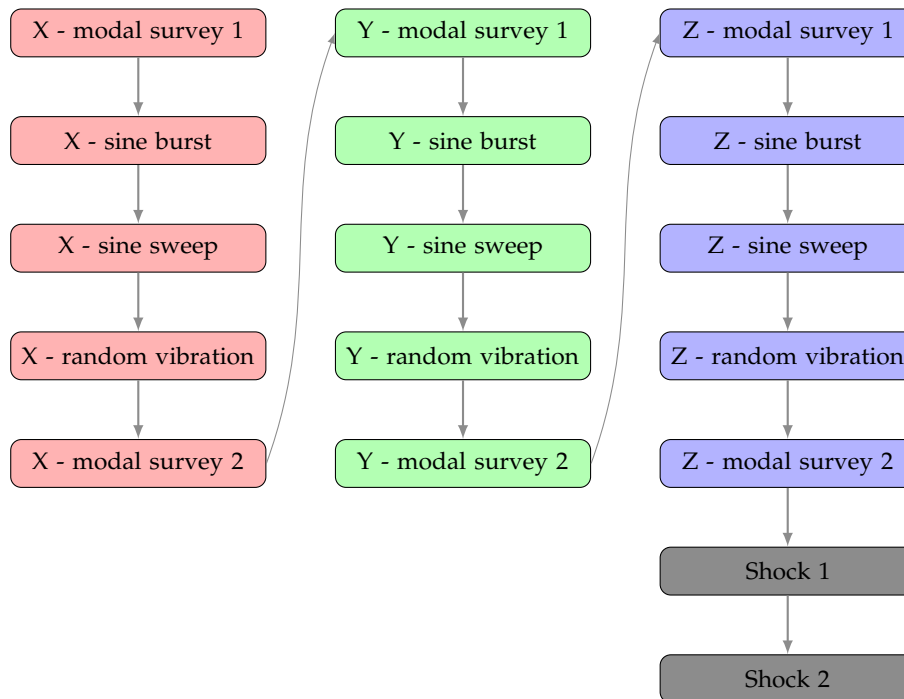 X - modal survey 1
X - sine burst
X - sine sweep
X - random vibration
X - modal survey 2
Y - modal survey 1
Y - sine burst
Y - sine sweep
Y - random vibration
Y - modal survey 2
Z - modal survey 1
Z - sine burst
Z - sine sweep
Z - random vibration
Z - modal survey 2
Shock 1
Shock 2